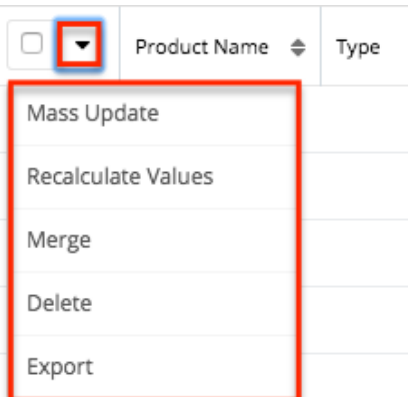 Product Name Type
Mass Update
Recalculate Values
Merge
Delete
Export